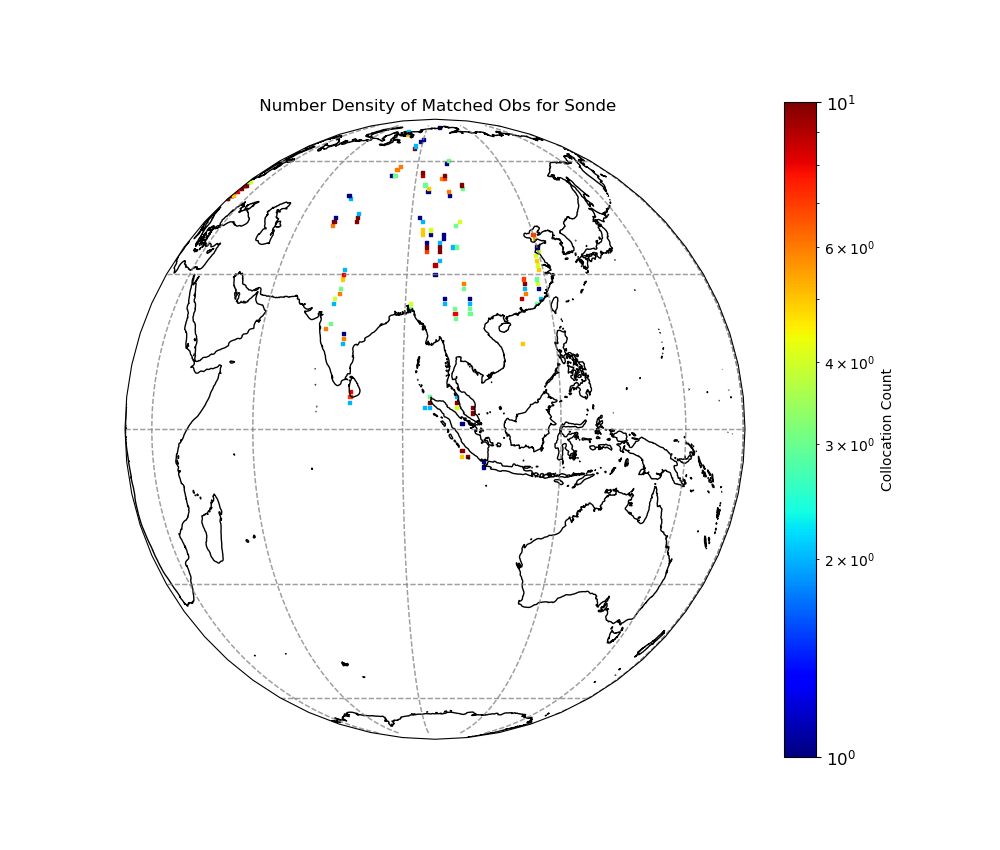 Number Density of Matched Obs for Sonde
10¹
6 × 10⁰
4 × 10⁰
3 × 10⁰
2 × 10⁰
10⁰
Collocation Count